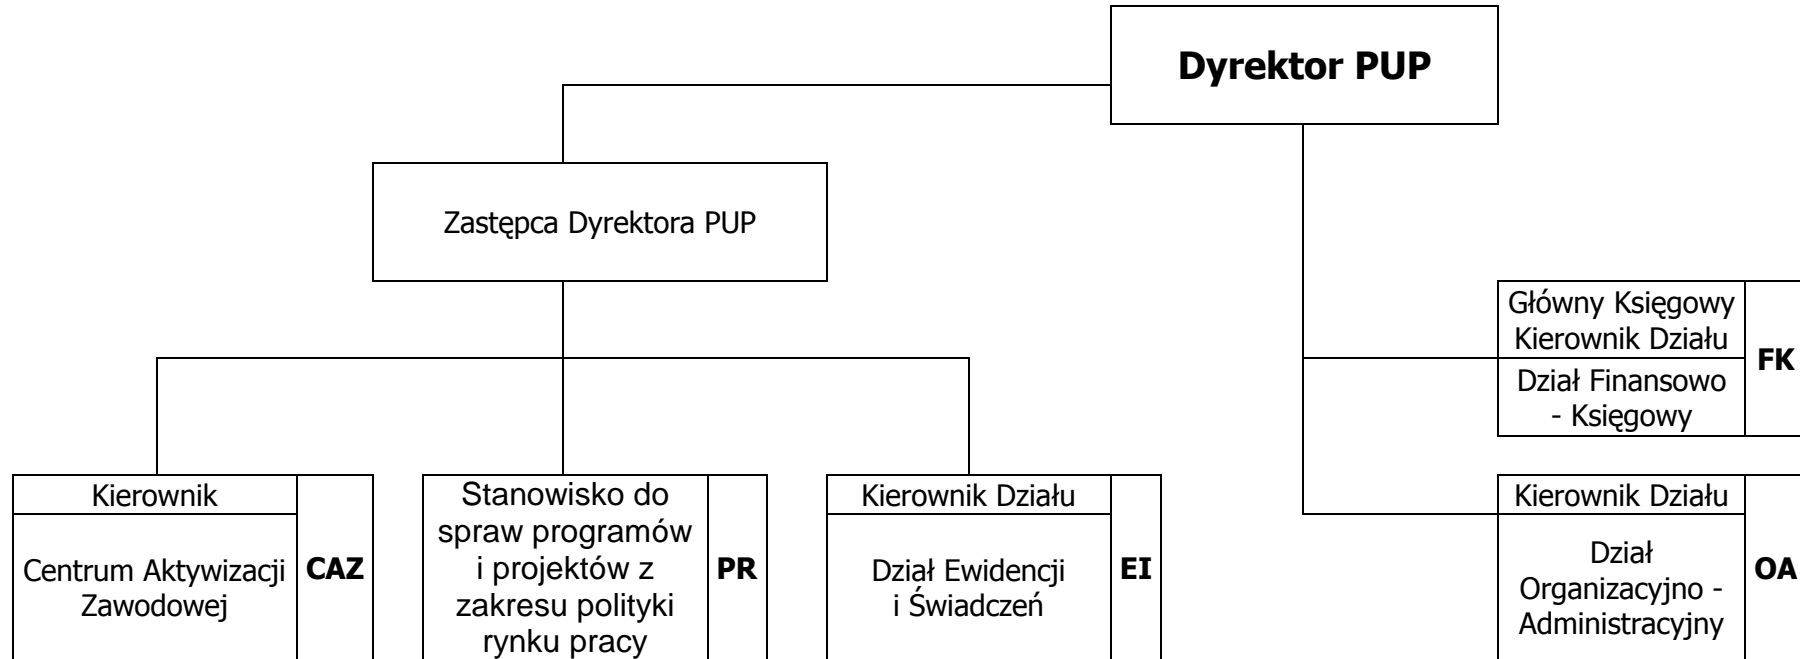 Dyrektor PUP
Zastępca Dyrektora PUP
Główny Księgowy
Kierownik Działu
Dział Finansowo
- Księgowy
FK
Kierownik
Centrum Aktywizacji
Zawodowej
CAZ
Stanowisko do
spraw programów
i projektów z
zakresu polityki
rynku pracy
PR
Kierownik Działu
Dział Ewidencji
i Świadczeń
EI
Kierownik Działu
Dział
Organizacyjno -
Administracyjny
OA